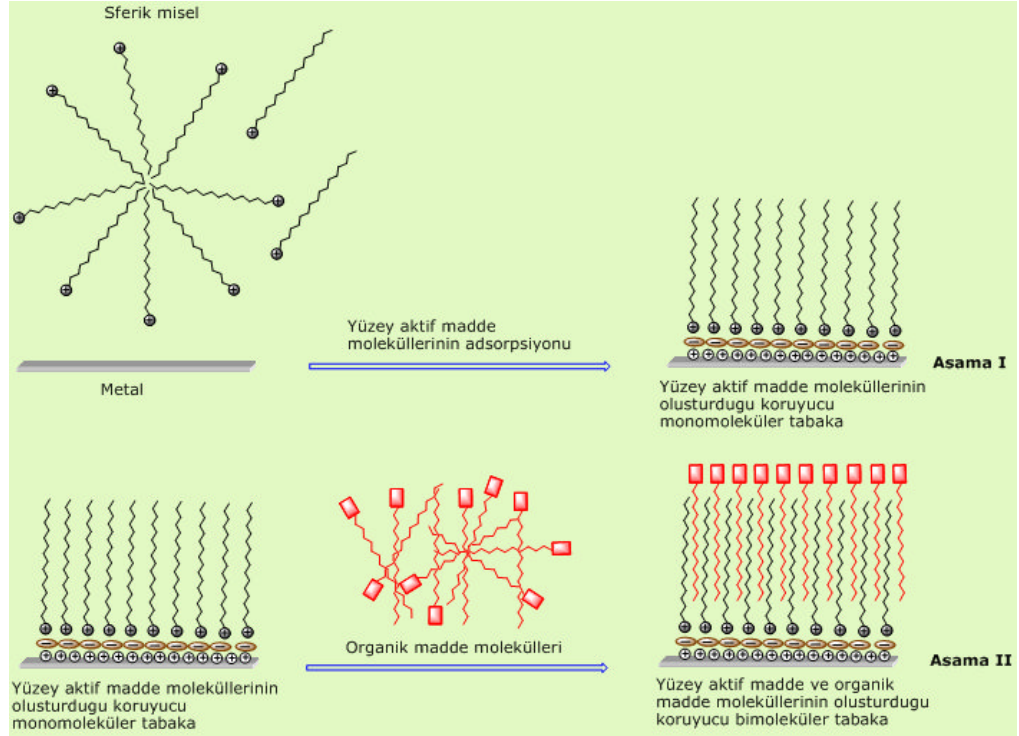 Sferik misel
Yüzey aktif madde
moleküllerinin adsorpsiyonu
Metal
Asama I
Yüzey aktif madde moleküllerinin
olusturdugu koruyucu
monomoleküler tabaka
Organik madde molekülleri
Asama II
Yüzey aktif madde moleküllerinin
olusturdugu koruyucu
monomoleküler tabaka
Yüzey aktif madde ve organik
madde moleküllerinin olusturdugu
koruyucu bimoleküler tabaka